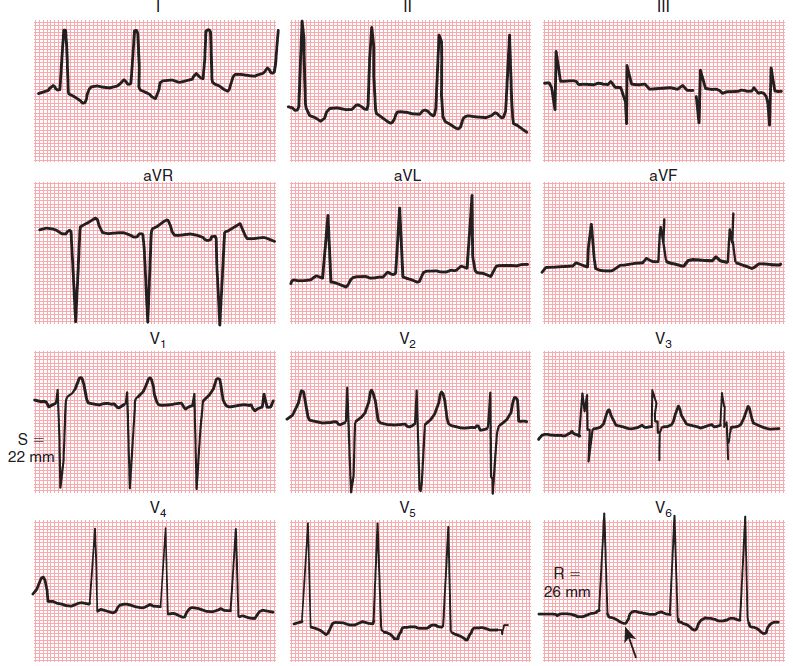 I II III
aVR aVL aVF
V1 V2 V3
S =
22 mm
V4 V5 V6
R =
26 mm